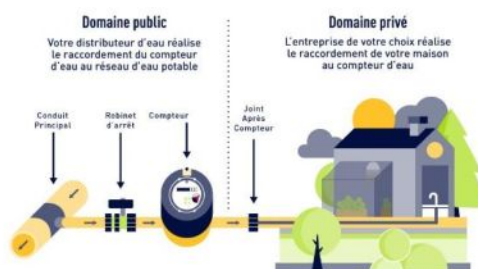 Domaine public
Votre distributeur d'eau réalise
le raccordement du compteur
d'eau au réseau d'eau potable
Domaine privé
L'entreprise de votre choix réalise
le raccordement de votre maison
au compteur d'eau
Conduit
Principal
Robinet
d'arrêt
Compteur
Joint
Après
Compteur